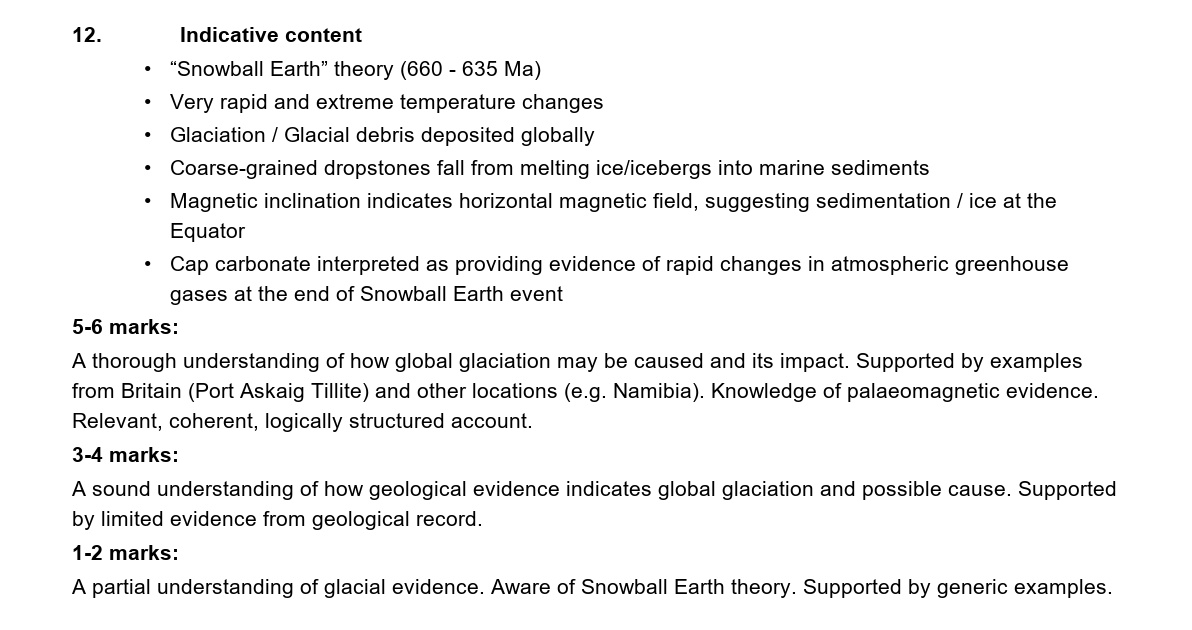 12. Indicative content
• “Snowball Earth” theory (660 - 635 Ma)
• Very rapid and extreme temperature changes
• Glaciation / Glacial debris deposited globally
• Coarse-grained dropstones fall from melting ice/icebergs into marine sediments
• Magnetic inclination indicates horizontal magnetic field, suggesting sedimentation / ice at the
Equator
• Cap carbonate interpreted as providing evidence of rapid changes in atmospheric greenhouse
gases at the end of Snowball Earth event
5-6 marks:
A thorough understanding of how global glaciation may be caused and its impact. Supported by examples
from Britain (Port Askaig Tillite) and other locations (e.g. Namibia). Knowledge of palaeomagnetic evidence.
Relevant, coherent, logically structured account.
3-4 marks:
A sound understanding of how geological evidence indicates global glaciation and possible cause. Supported
by limited evidence from geological record.
1-2 marks:
A partial understanding of glacial evidence. Aware of Snowball Earth theory. Supported by generic examples.